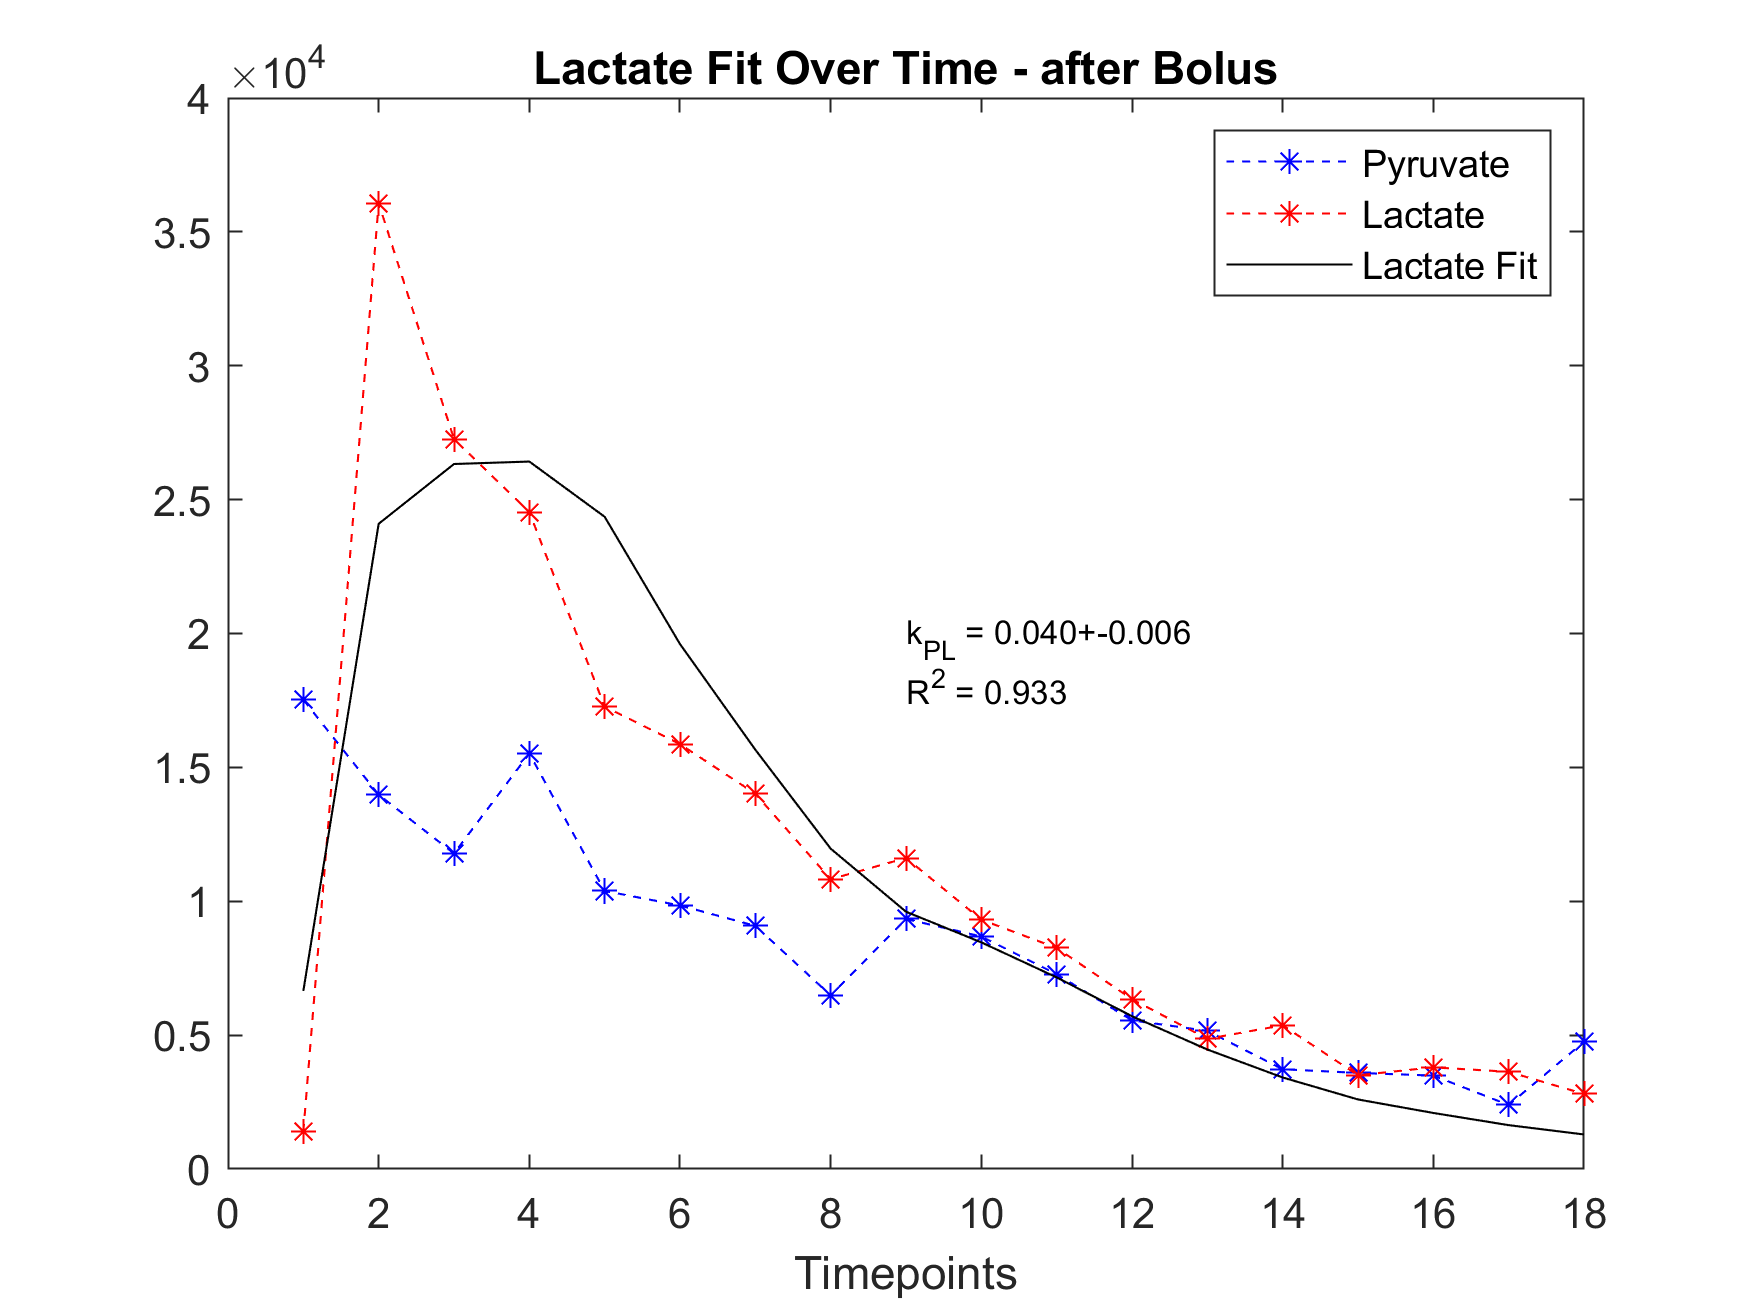 Lactate Fit Over Time - after Bolus
×10^4
4
3.5
3
2.5
2
1.5
1
0.5
0
Pyruvate
Lactate
Lactate Fit
k_PL = 0.040+-0.006
R^2 = 0.933
0 2 4 6 8 10 12 14 16 18
Timepoints